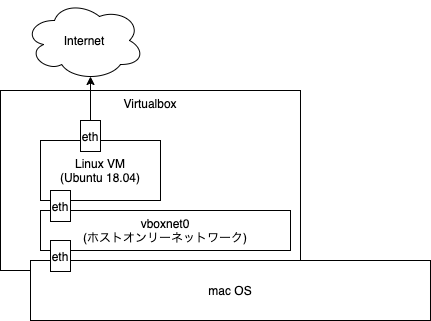 Internet
Virtualbox
eth
Linux VM
(Ubuntu 18.04)
eth
vboxnet0
(ホストオンリーネットワーク)
eth
mac OS